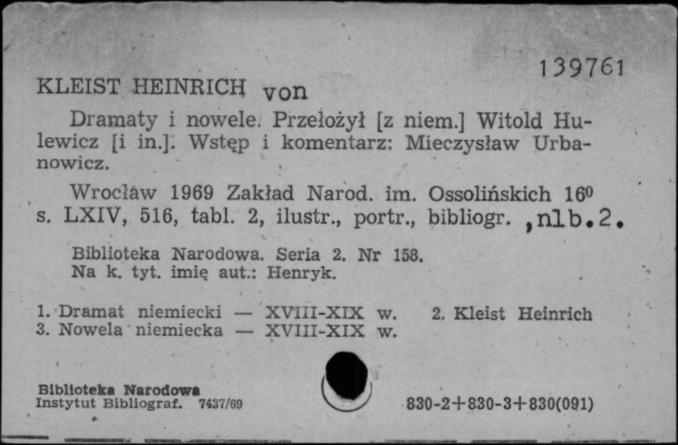 139761
KLEIST HEINRICH von
Dramaty i nowele. Przełożył [z niem.] Witold Hu-
lewicz [i in.]. Wstęp i komentarz: Mieczysław Urba-
nowicz.
Wrocław 1969 Zakład Narod. im. Ossolińskich 16⁰
s. LXIV, 516, tabl. 2, ilustr., portr., bibliogr. ,nlb.2.
Biblioteka Narodowa. Seria 2. Nr 158.
Na k. tyt. imię aut.: Henryk.
1. Dramat niemiecki — XVIII-XIX w. 2. Kleist Heinrich
3. Nowela niemiecka — XVIII-XIX w.
Biblioteka Narodowa
Instytut Bibliograf. 7437/69 830-2+830-3+830(091)